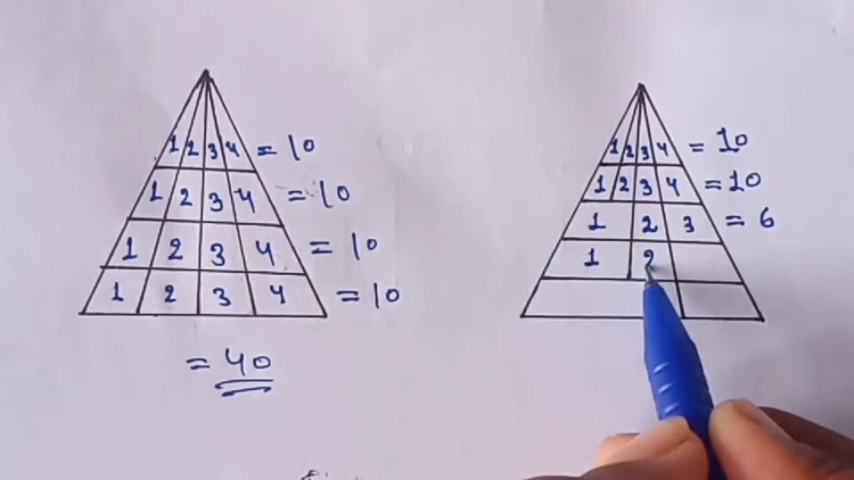 1 2 3 4 = 10
1 2 3 4 = 10
1 2 3 4 = 10
1 2 3 4 = 10
= 40
1 2 3 4 = 10
1 2 3 4 = 10
1 2 3 = 6
1 2